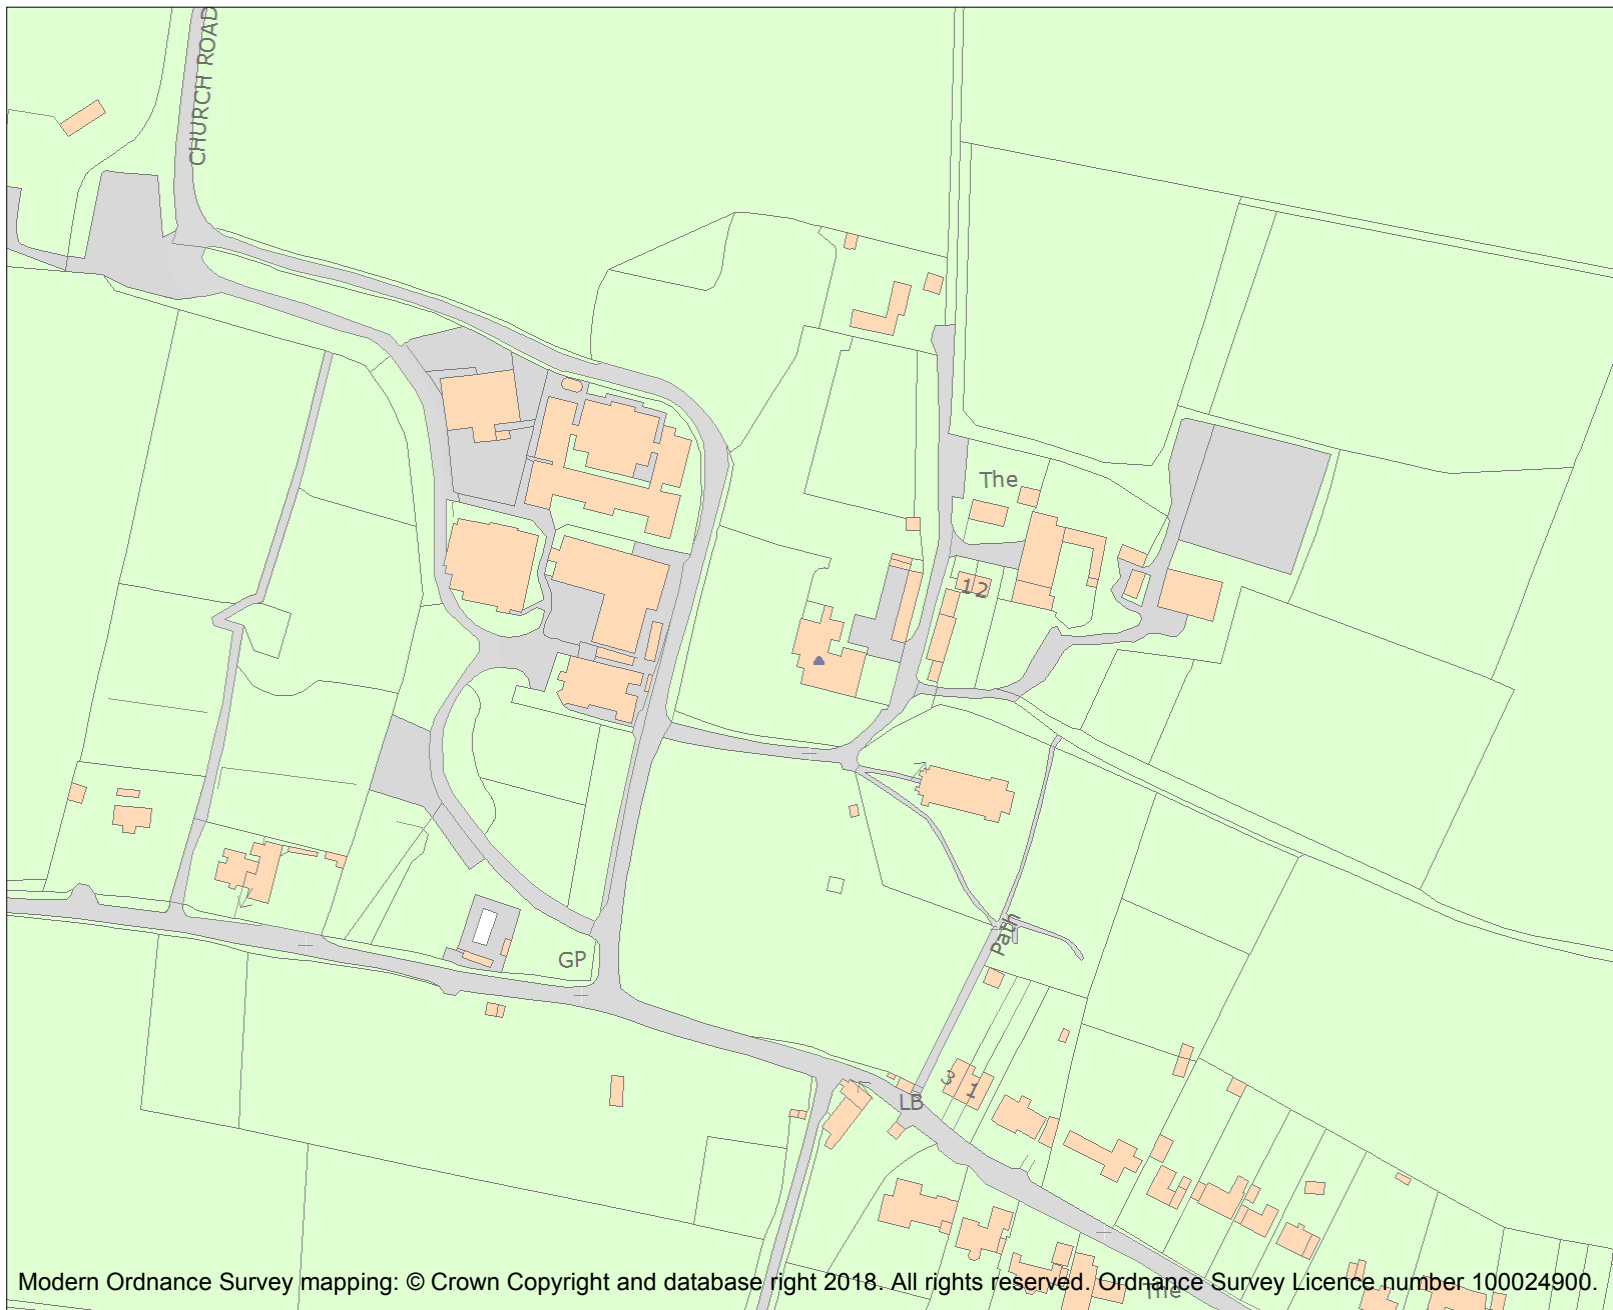 CHURCH ROAD
The
12
GP
Path
3
1
LB
The
Modern Ordnance Survey mapping: © Crown Copyright and database right 2018. All rights reserved. Ordnance Survey Licence number 100024900.